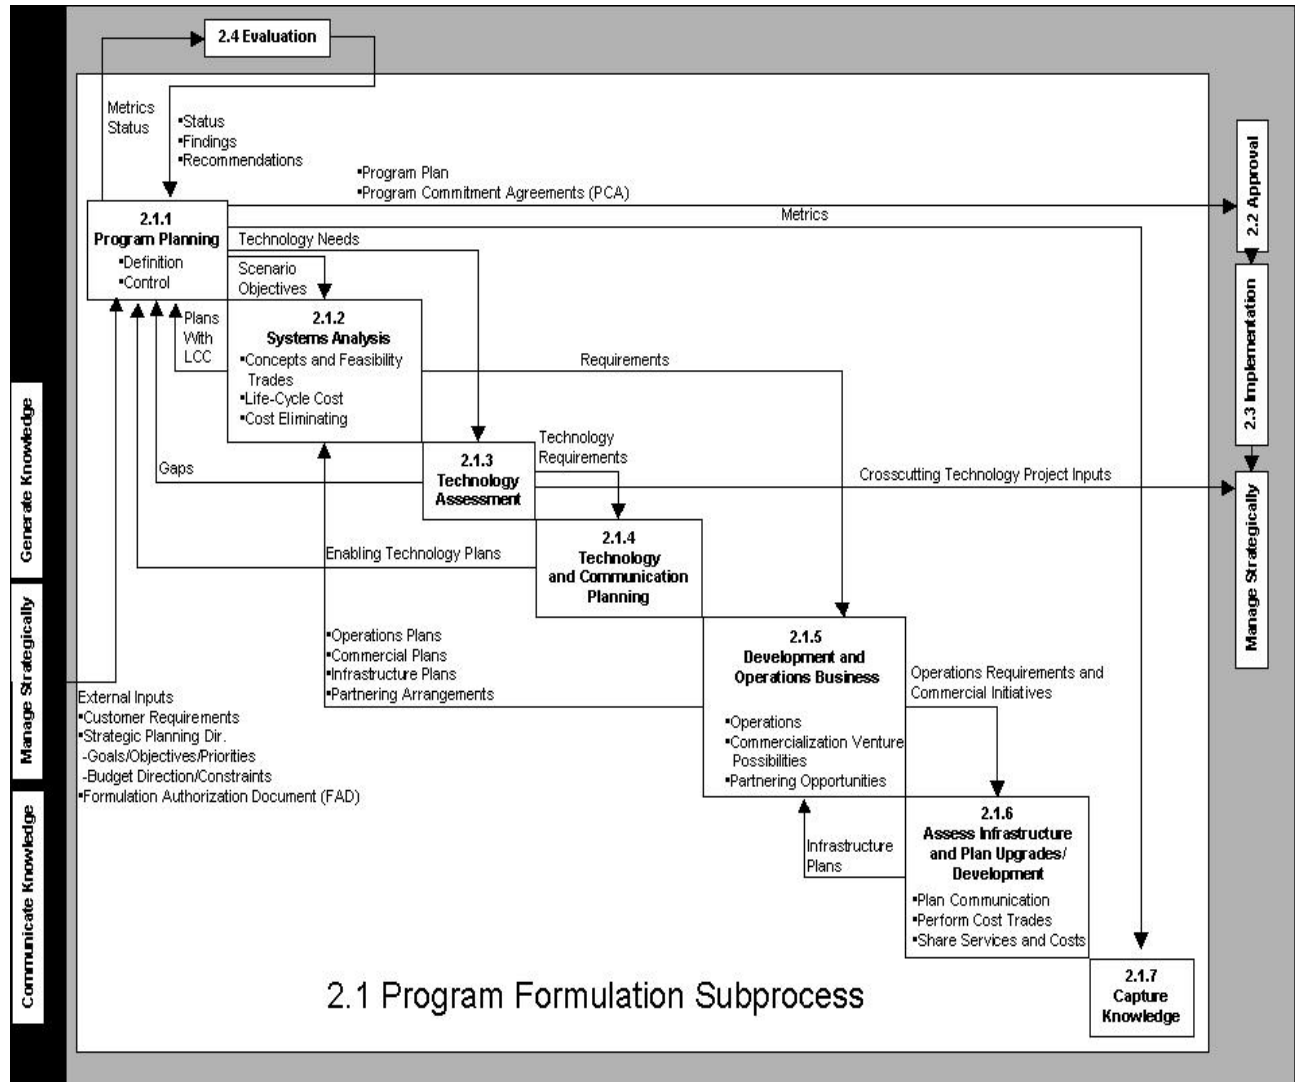 2.4 Evaluation
Metrics
Status
▪Status
▪Findings
▪Recommendations
▪Program Plan
▪Program Commitment Agreements (PCA)
Metrics
2.1.1
Program Planning
▪Definition
▪Control
Technology Needs
Scenario
Objectives
Plans
With
LCC
2.1.2
Systems Analysis
▪Concepts and Feasibility
Trades
▪Life-Cycle Cost
▪Cost Eliminating
Requirements
Gaps
2.1.3
Technology
Assessment
Technology
Requirements
Crosscutting Technology Project Inputs
Enabling Technology Plans
2.1.4
Technology
and Communication
Planning
▪Operations Plans
▪Commercial Plans
▪Infrastructure Plans
▪Partnering Arrangements
2.1.5
Development and
Operations Business
▪Operations
▪Commercialization Venture
Possibilities
▪Partnering Opportunities
Operations Requirements and
Commercial Initiatives
External Inputs
▪Customer Requirements
▪Strategic Planning Dir.
-Goals/Objectives/Priorities
-Budget Direction/Constraints
▪Formulation Authorization Document (FAD)
Infrastructure
Plans
2.1.6
Assess Infrastructure
and Plan Upgrades/
Development
▪Plan Communication
▪Perform Cost Trades
▪Share Services and Costs
2.1.7
Capture
Knowledge
2.1 Program Formulation Subprocess
Generate Knowledge
Manage Strategically
Communicate Knowledge
2.2 Approval
2.3 Implementation
Manage Strategically